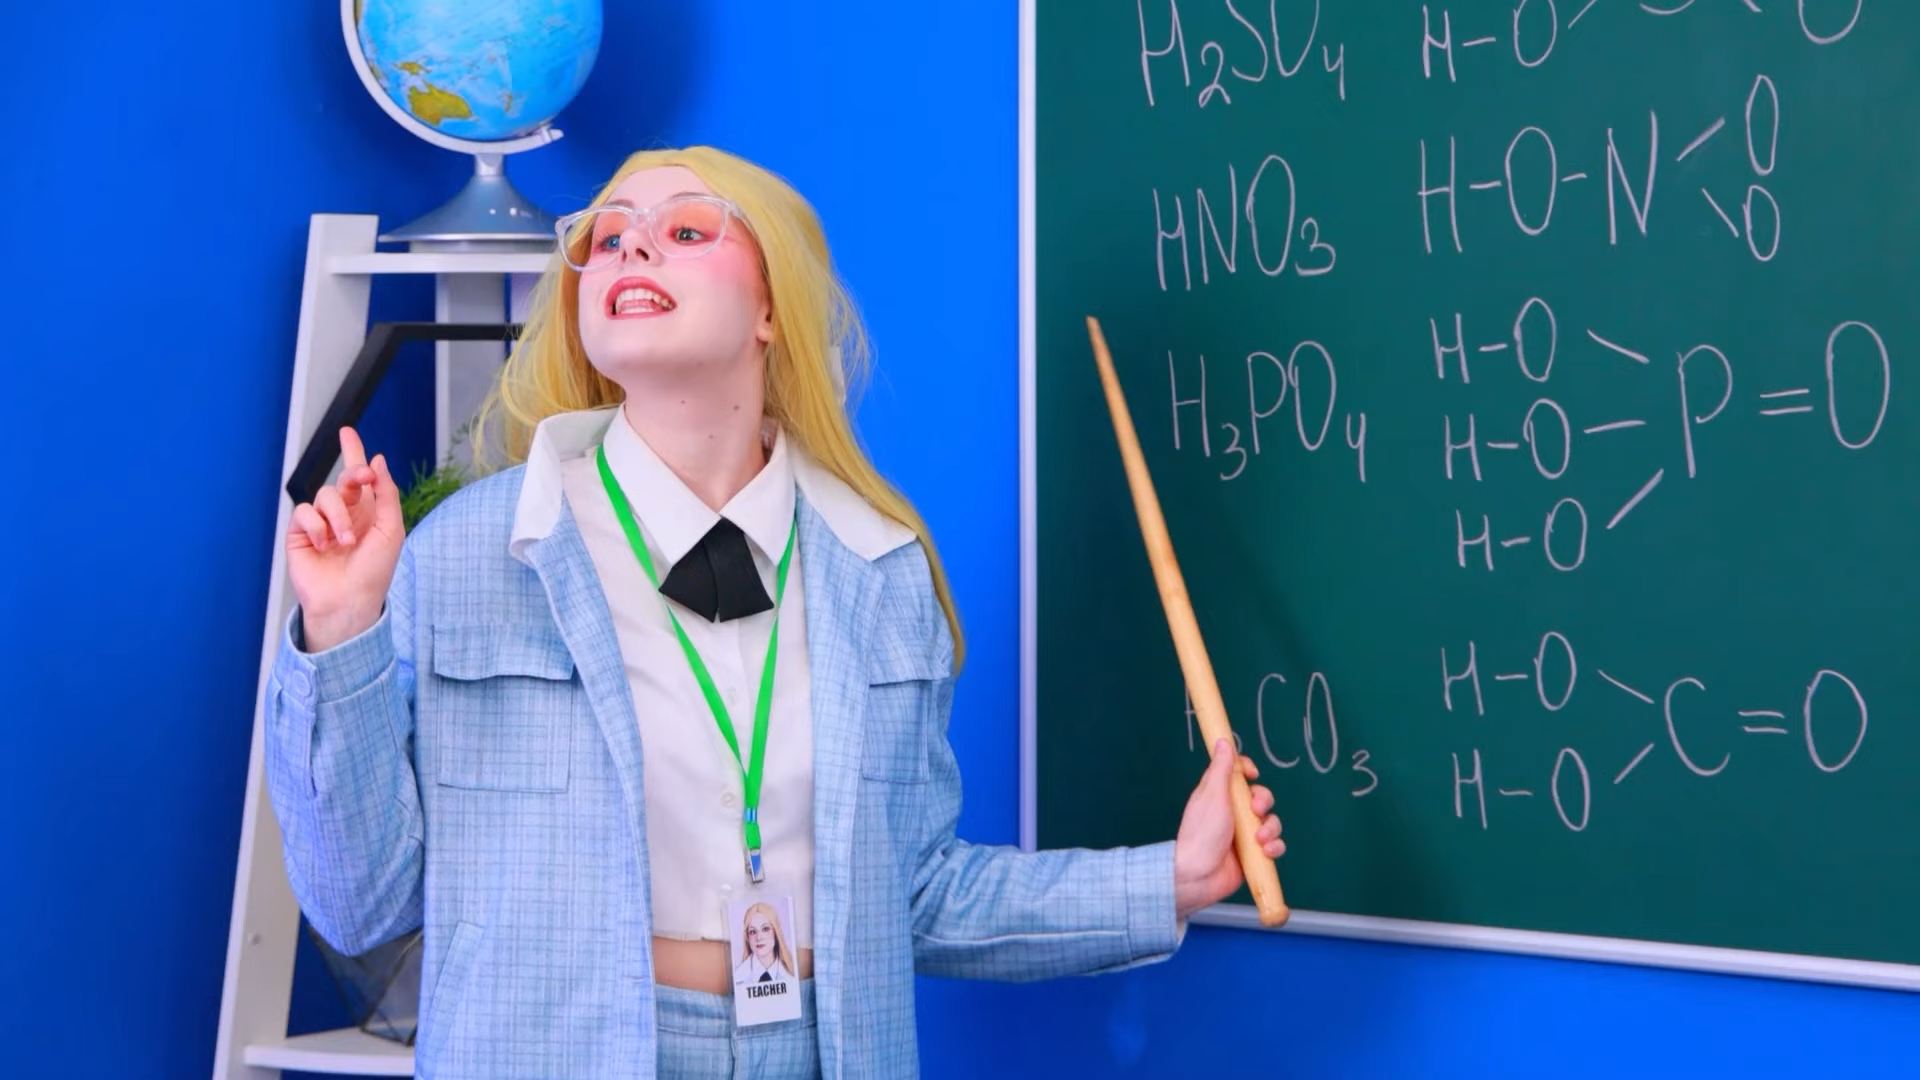 H₂SO₄ H-O
HNO₃ H-O-N O
O
H-O
H₃PO₄ H-O - P = O
H-O
H-O
CO₃ C = O
H-O
TEACHER